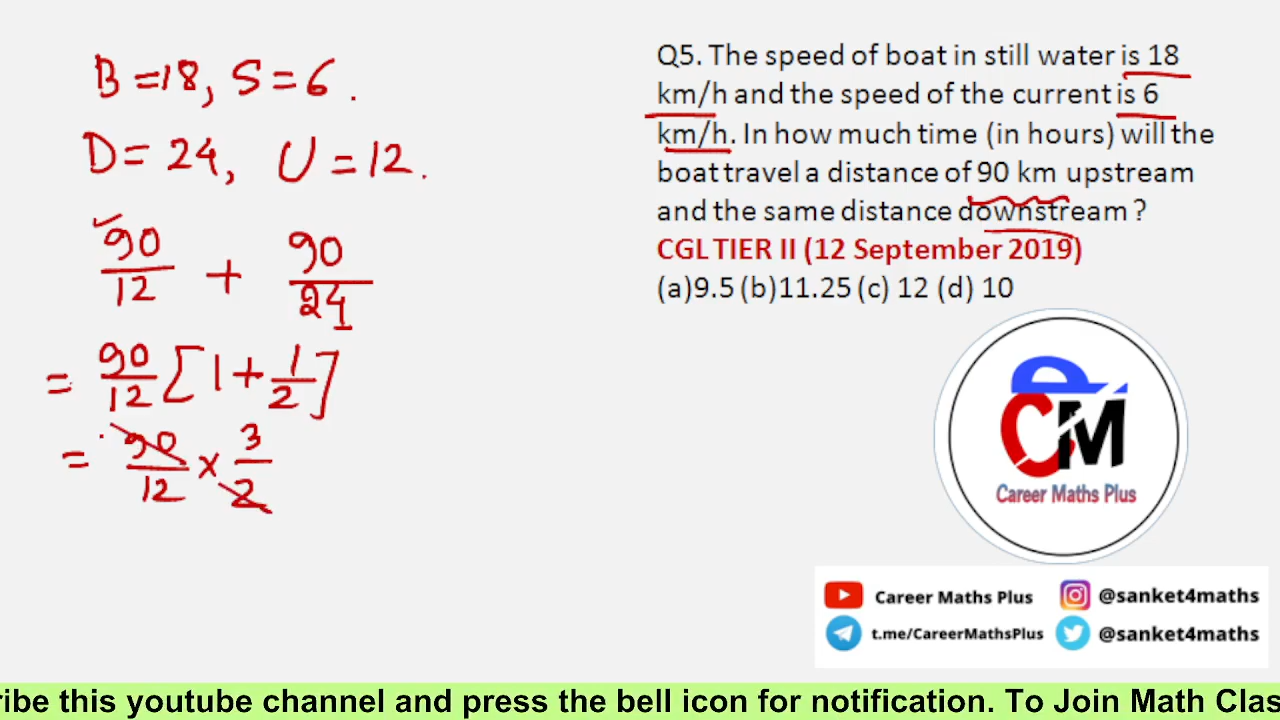 B = 18, S = 6.
D = 24, U = 12.
90/12 + 90/24
= 90/12 [1 + 1/2]
= 90/12 × 3/2
Q5. The speed of boat in still water is 18
km/h and the speed of the current is 6
km/h. In how much time (in hours) will the
boat travel a distance of 90 km upstream
and the same distance downstream ?
CGL TIER II (12 September 2019)
(a)9.5 (b)11.25 (c) 12 (d) 10
e
CM
Career Maths Plus
Career Maths Plus
@sanket4maths
t.me/CareerMathsPlus
@sanket4maths
ribe this youtube channel and press the bell icon for notification. To Join Math Clas